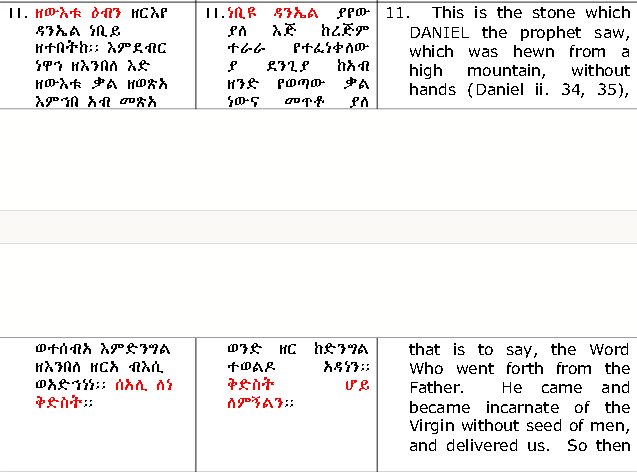 11. ዘውእቱ ዕብን ዘርእየ
ዳንኤል ነቢይ
ዘተበትከ። እምደብር
ነዋኅ ዘእንበለ እድ
ዘውእቱ ቃል ዘወጽአ
እምኀበ አብ መጽአ
ወተሰብአ እምድንግል
ዘእንበለ ዘርአ ብእሲ
ወአድኀነነ። ሰአሊ ለነ
ቅድስት።
11. ነቢዩ ዳንኤል ያየው
ያለ እጅ ከረጅም
ተራራ የተፈነቀለው
ያ ደንጊያ ከአብ
ዘንድ የወጣው ቃል
ነውና መጥቶ ያለ
ወንድ ዘር ከድንግል
ተወልዶ አዳነን።
ቅድስት ሆይ
ለምኝልን።
11. This is the stone which
DANIEL the prophet saw,
which was hewn from a
high mountain, without
hands (Daniel ii. 34, 35),
that is to say, the Word
Who went forth from the
Father. He came and
became incarnate of the
Virgin without seed of men,
and delivered us. So then